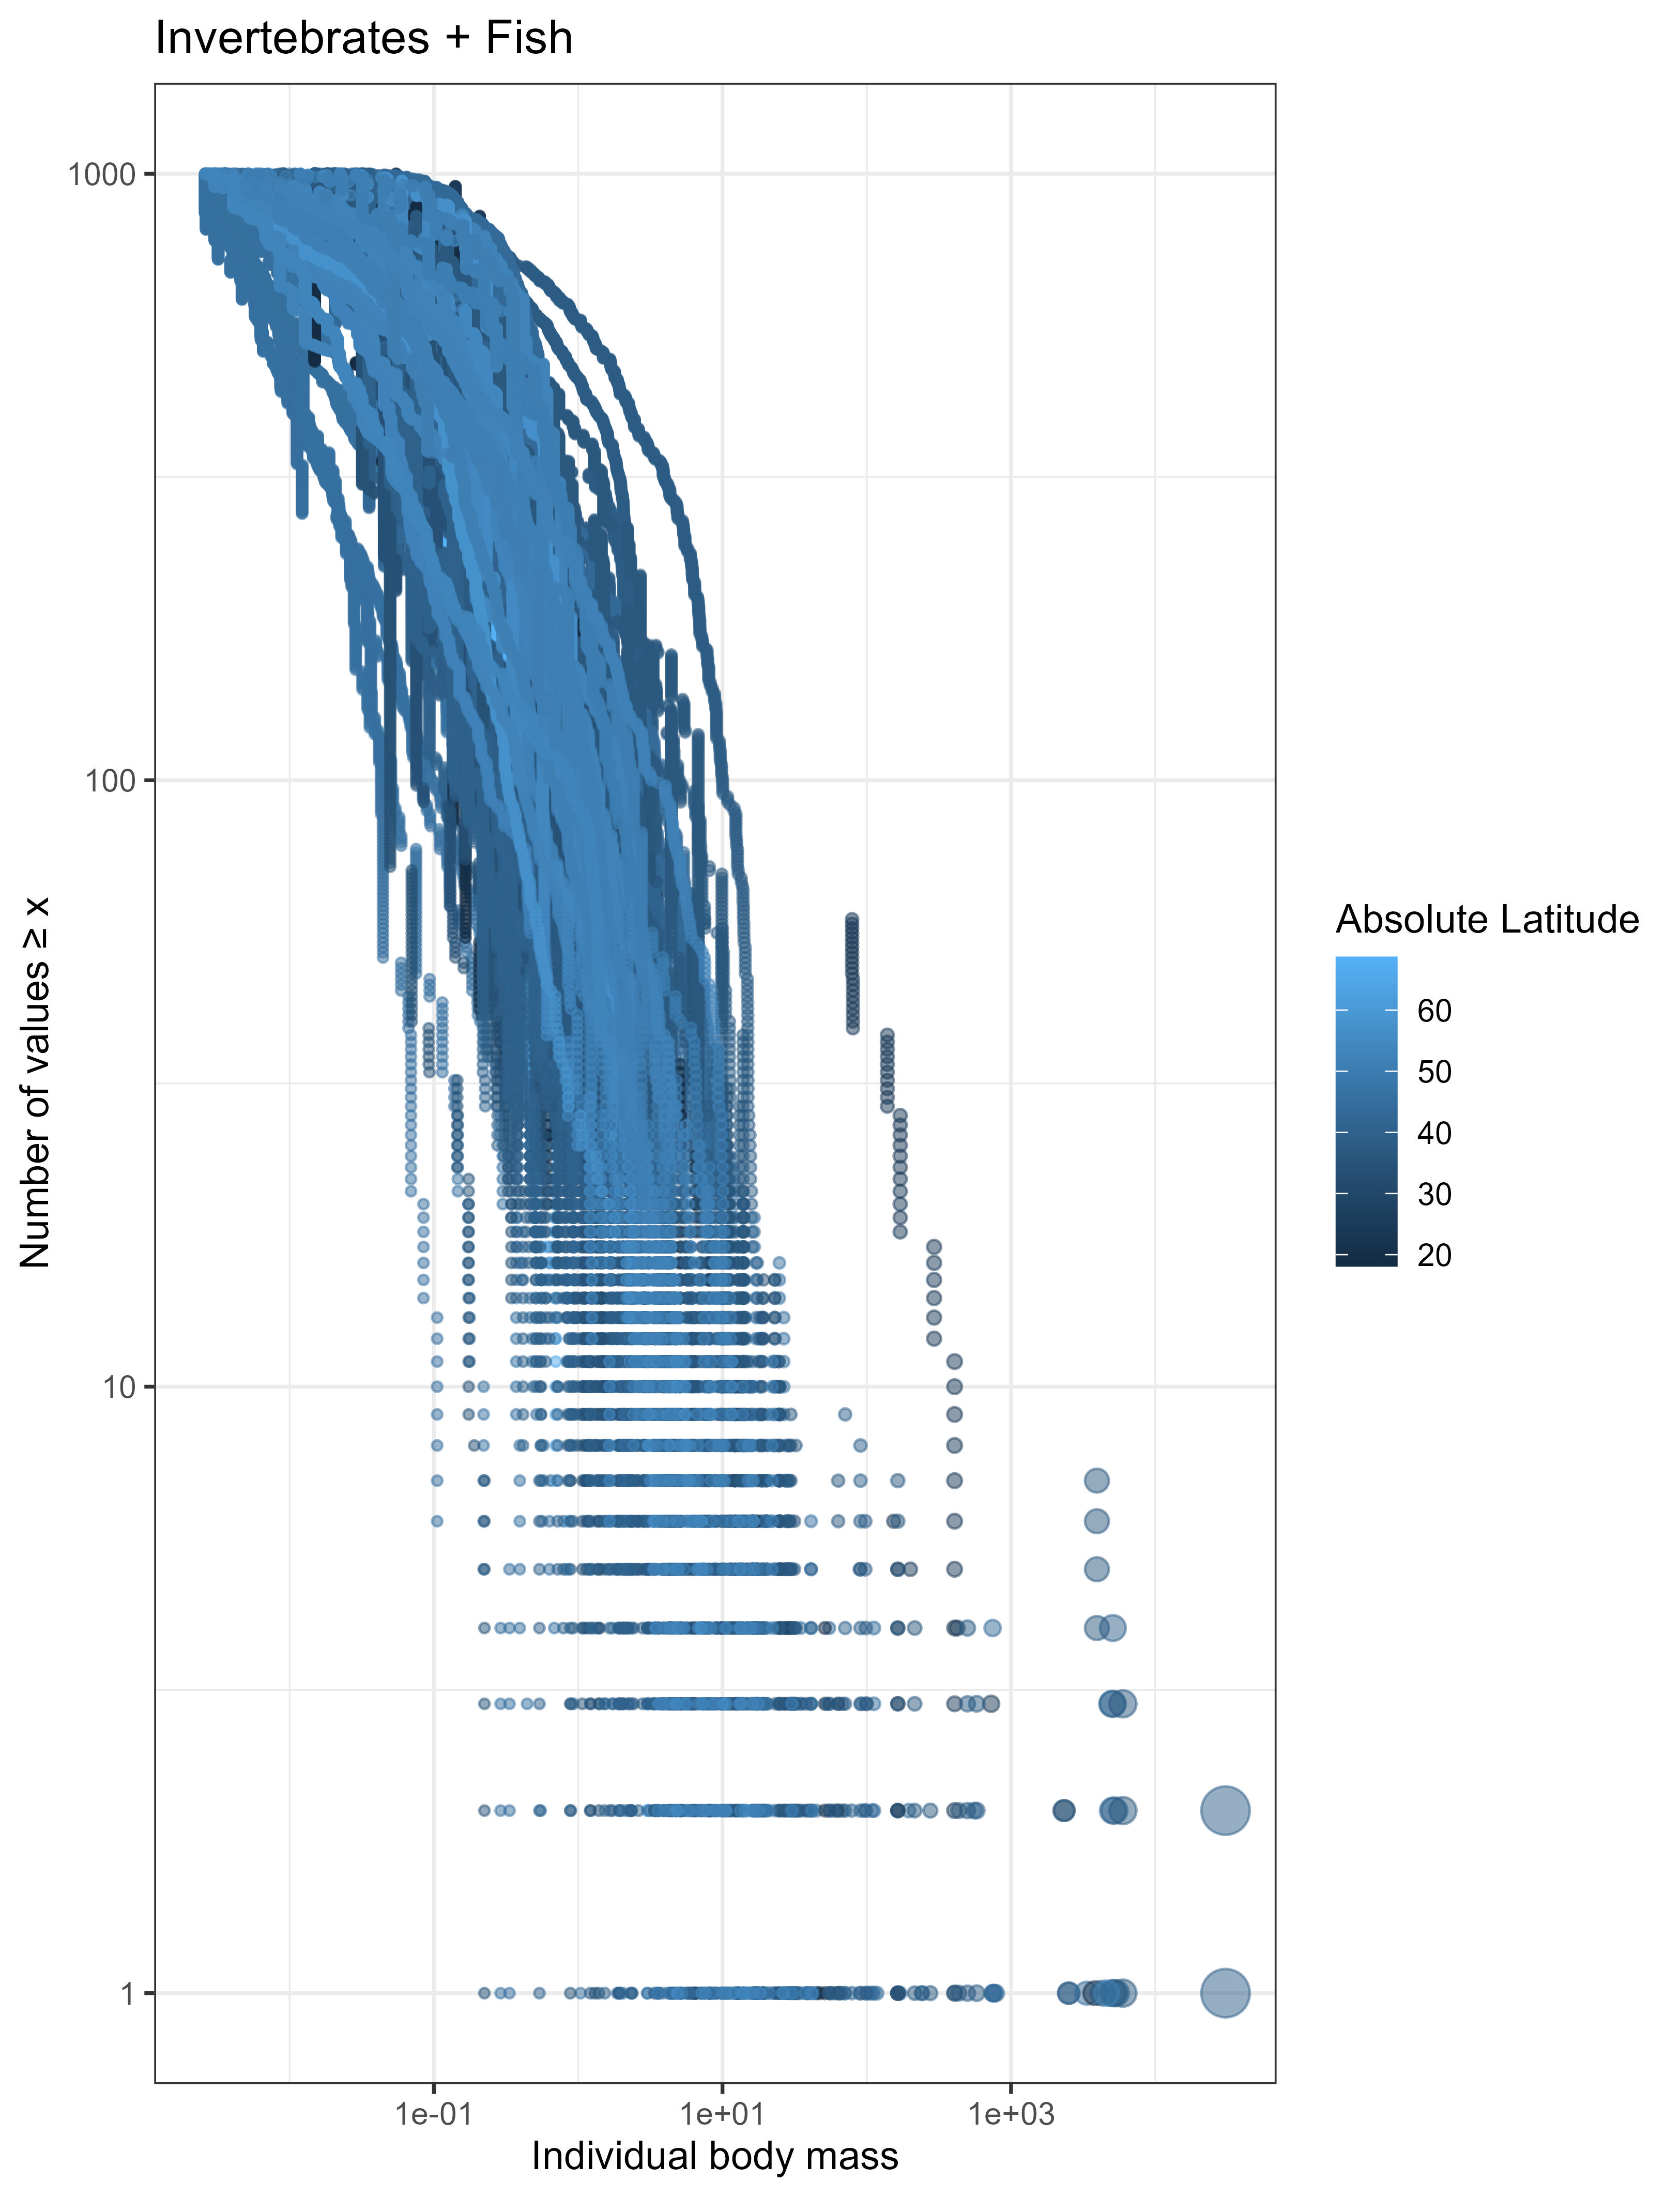 Invertebrates + Fish
1000
100
10
1
Number of values ≥ x
1e-01
1e+01
1e+03
Individual body mass
Absolute Latitude
60
50
40
30
20